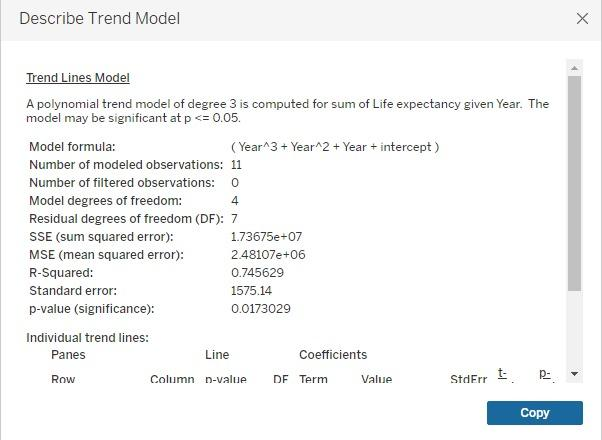 Describe Trend Model
Trend Lines Model
A polynomial trend model of degree 3 is computed for sum of Life expectancy given Year. The
model may be significant at p <= 0.05.
Model formula: ( Year^3 + Year^2 + Year + intercept )
Number of modeled observations: 11
Number of filtered observations: 0
Model degrees of freedom: 4
Residual degrees of freedom (DF): 7
SSE (sum squared error): 1.73675e+07
MSE (mean squared error): 2.48107e+06
R-Squared: 0.745629
Standard error: 1575.14
p-value (significance): 0.0173029
Individual trend lines:
Panes Line Coefficients
Row Column p-value DF Term Value StdErr t- p-
Copy